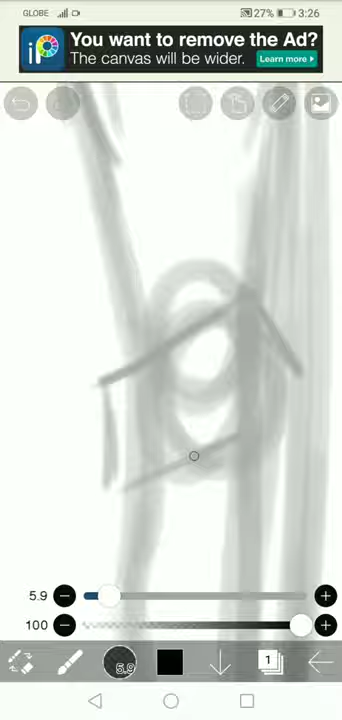 GLOBE
27%
3:26
iP
You want to remove the Ad?
The canvas will be wider.
Learn more
5.9
100
5.9
1